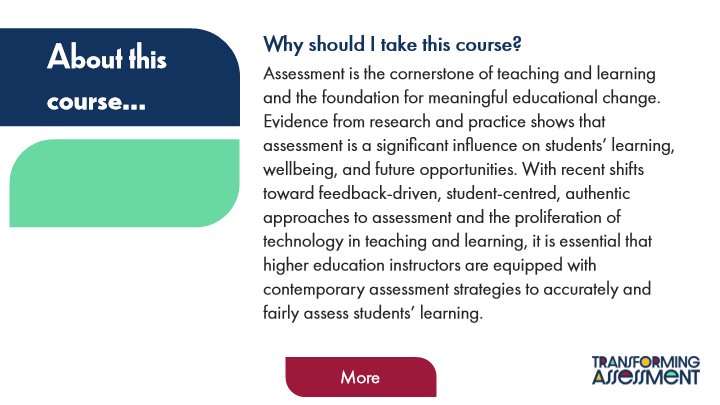 About this
course...
Why should I take this course?
Assessment is the cornerstone of teaching and learning
and the foundation for meaningful educational change.
Evidence from research and practice shows that
assessment is a significant influence on students’ learning,
wellbeing, and future opportunities. With recent shifts
toward feedback-driven, student-centred, authentic
approaches to assessment and the proliferation of
technology in teaching and learning, it is essential that
higher education instructors are equipped with
contemporary assessment strategies to accurately and
fairly assess students’ learning.
More
TRANSFORMING
ASSESSMENT